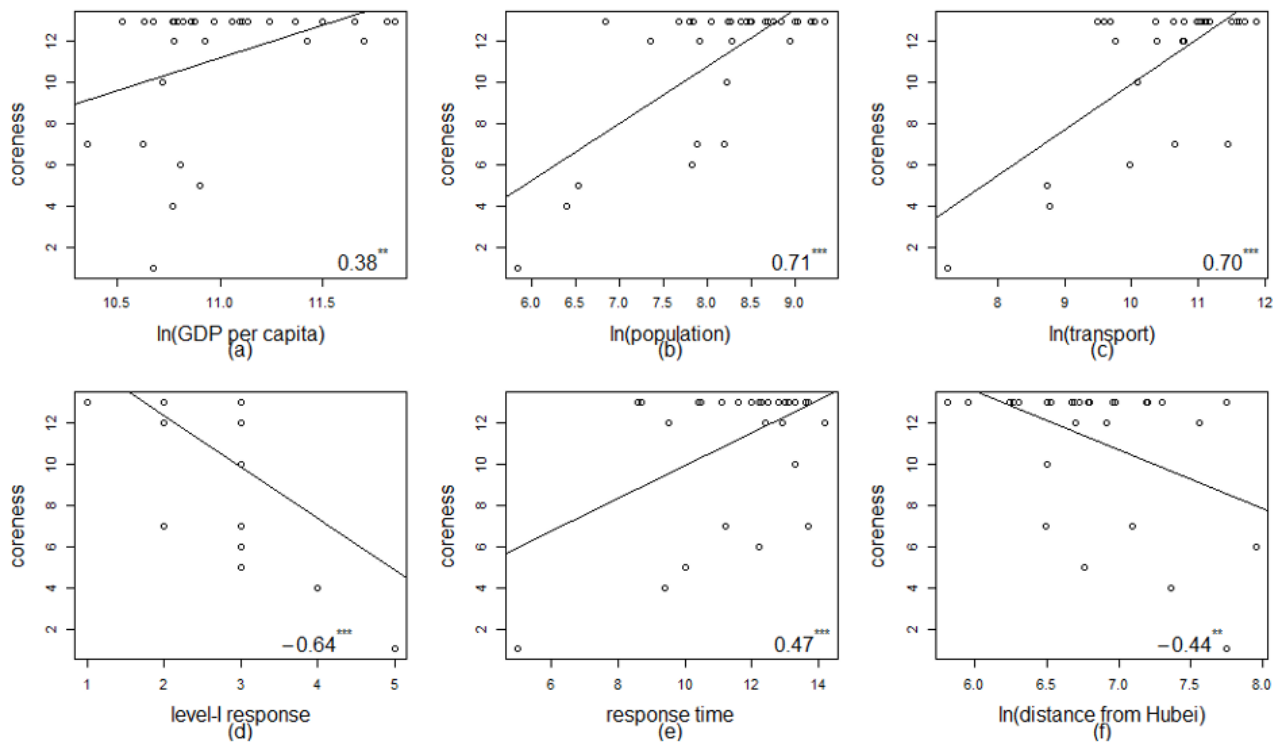 coreness
12
10
8
6
4
2
0.38**
10.5 11.0 11.5
ln(GDP per capita)
(a)
coreness
12
10
8
6
4
2
0.71***
6.0 6.5 7.0 7.5 8.0 8.5 9.0
ln(population)
(b)
coreness
12
10
8
6
4
2
0.70***
8 9 10 11 12
ln(transport)
(c)
coreness
12
10
8
6
4
2
−0.64***
1 2 3 4 5
level-I response
(d)
coreness
12
10
8
6
4
2
0.47***
6 8 10 12 14
response time
(e)
coreness
12
10
8
6
4
2
−0.44**
6.0 6.5 7.0 7.5 8.0
ln(distance from Hubei)
(f)